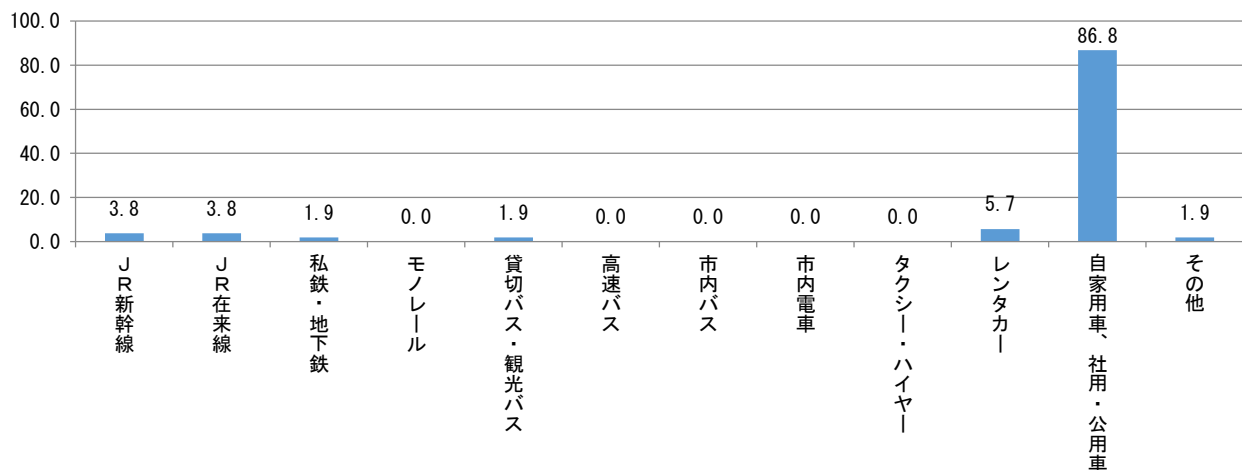 100.0
80.0
60.0
40.0
20.0
0.0
3.8
3.8
1.9
0.0
1.9
0.0
0.0
0.0
0.0
5.7
86.8
1.9
ＪＲ新幹線
ＪＲ在来線
私鉄・地下鉄
モノレール
貸切バス・観光バス
高速バス
市内バス
市内電車
タクシー・ハイヤー
レンタカー
自家用車、社用・公用車
その他